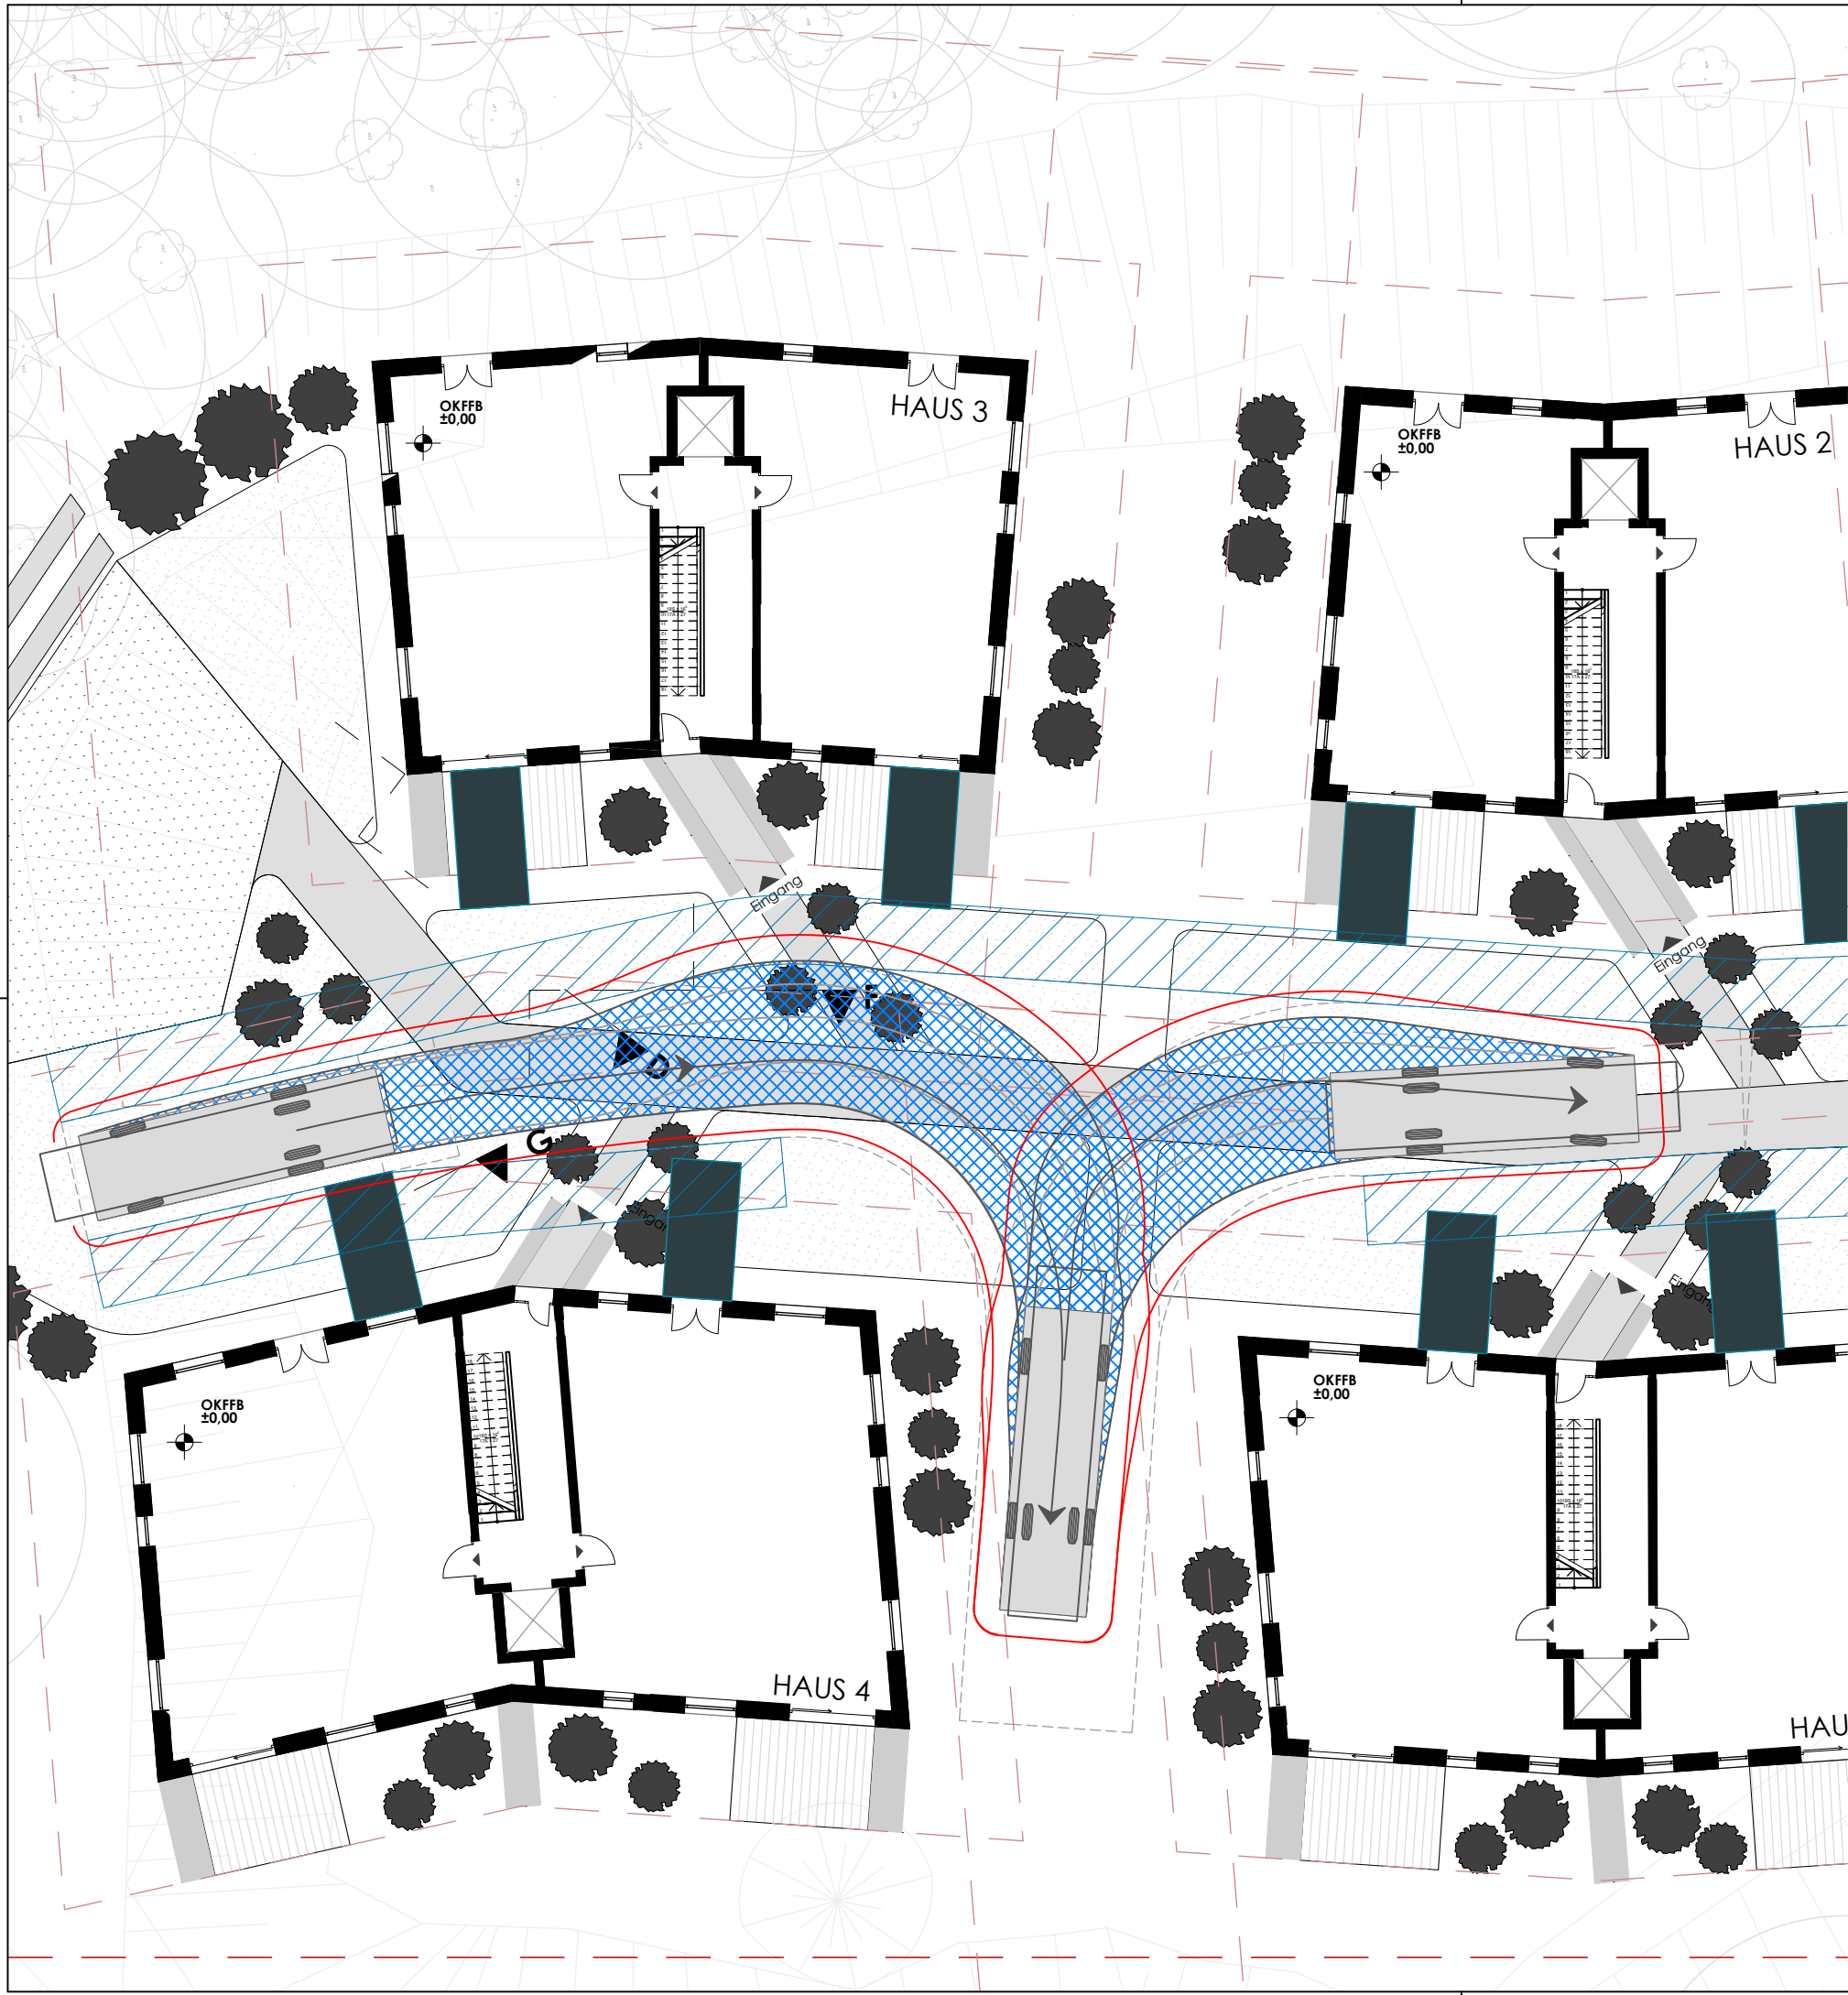 OKFFB
±0,00
HAUS 3
OKFFB
±0,00
HAUS 2
Eingang
Eingang
F
D
G
Eingang
Eingang
OKFFB
±0,00
OKFFB
±0,00
HAUS 4
HAU